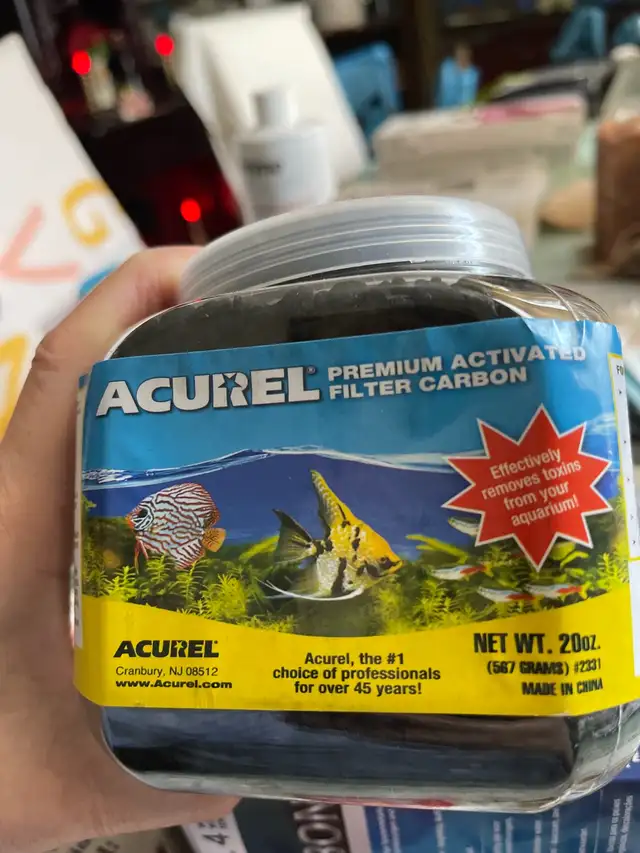 ACUREL®
PREMIUM ACTIVATED
FILTER CARBON
Effectively
removes toxins
from your
aquarium!
ACUREL®
Cranbury, NJ 08512
www.Acurel.com
Acurel, the #1
choice of professionals
for over 45 years!
NET WT. 20oz.
(567 GRAMS) #2331
MADE IN CHINA